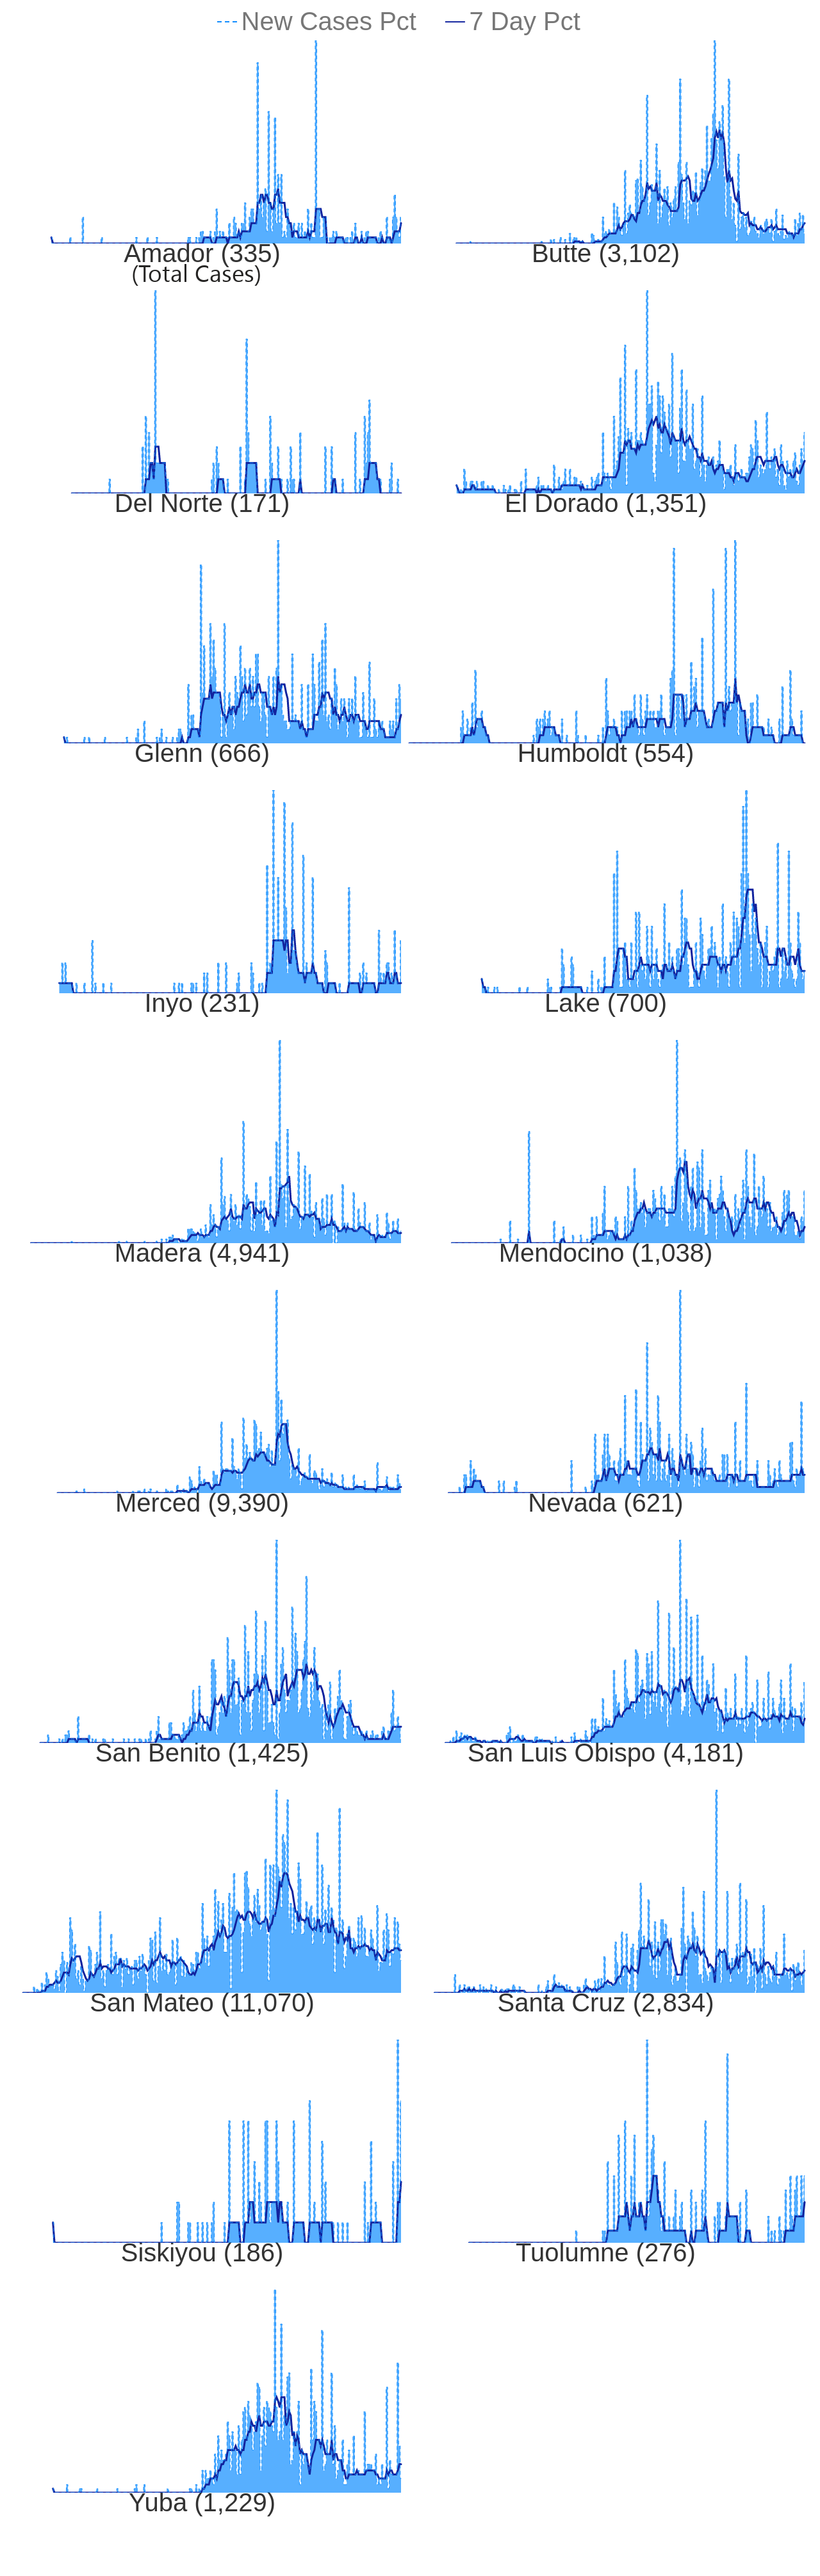 New Cases Pct 7 Day Pct
Amador (335) Butte (3,102)
(Total Cases)
Del Norte (171) El Dorado (1,351)
Glenn (666) Humboldt (554)
Inyo (231) Lake (700)
Madera (4,941) Mendocino (1,038)
Merced (9,390) Nevada (621)
San Benito (1,425) San Luis Obispo (4,181)
San Mateo (11,070) Santa Cruz (2,834)
Siskiyou (186) Tuolumne (276)
Yuba (1,229)